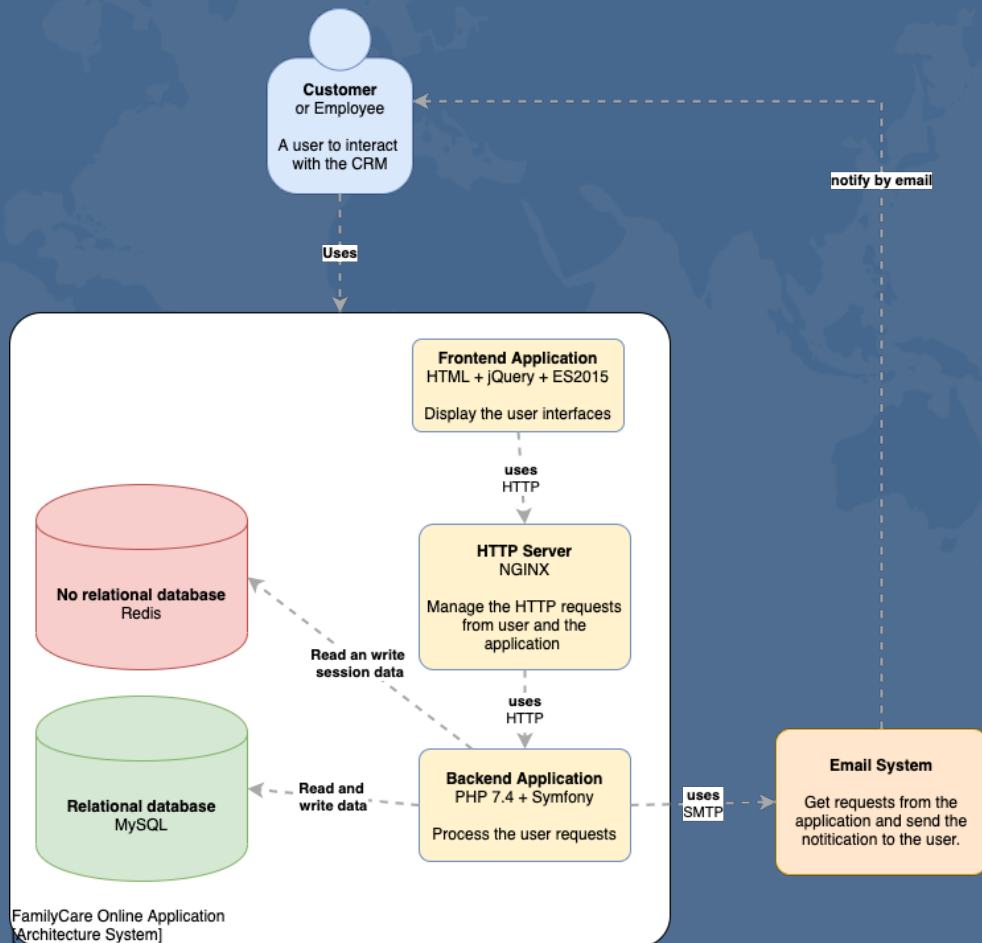 Customer
or Employee
A user to interact
with the CRM
notify by email
Uses
Frontend Application
HTML + jQuery + ES2015
Display the user interfaces
uses
HTTP
HTTP Server
NGINX
Manage the HTTP requests
from user and the
application
No relational database
Redis
Read an write
session data
uses
HTTP
Relational database
MySQL
Read and
write data
Backend Application
PHP 7.4 + Symfony
Process the user requests
uses
SMTP
Email System
Get requests from the
application and send the
notitication to the user.
FamilyCare Online Application
[Architecture System]